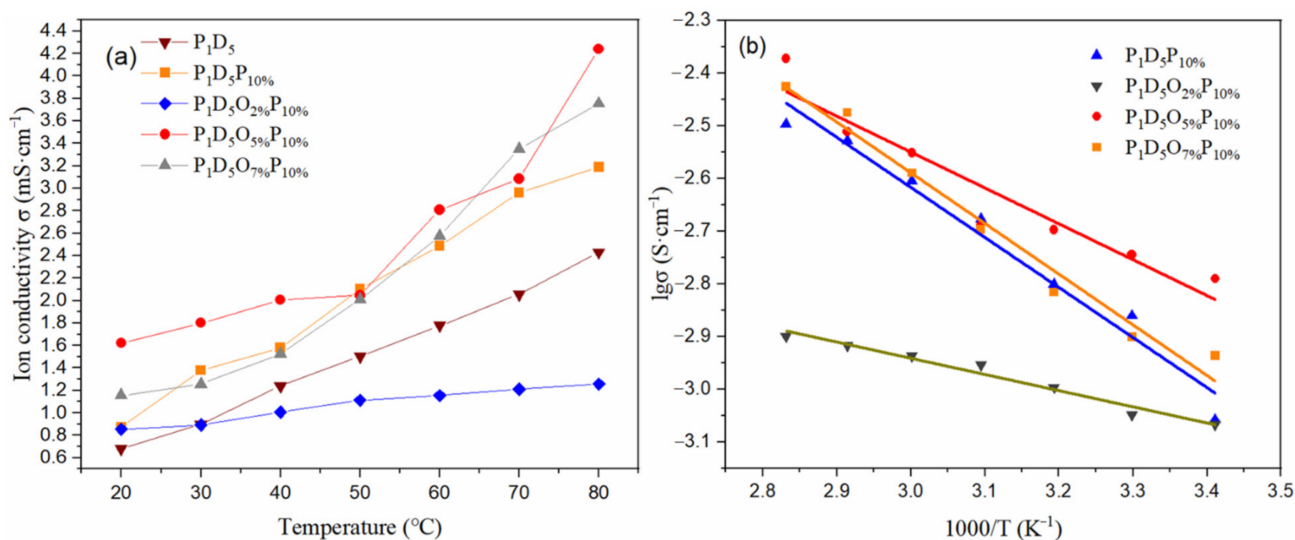 (a)
P₁D₅
P₁D₅P₁₀%
P₁D₅O₂%P₁₀%
P₁D₅O₅%P₁₀%
P₁D₅O₇%P₁₀%
Ion conductivity σ (mS·cm⁻¹)
4.4
4.2
4.0
3.8
3.6
3.4
3.2
3.0
2.8
2.6
2.4
2.2
2.0
1.8
1.6
1.4
1.2
1.0
0.8
0.6
20 30 40 50 60 70 80
Temperature (°C)
(b)
P₁D₅P₁₀%
P₁D₅O₂%P₁₀%
P₁D₅O₅%P₁₀%
P₁D₅O₇%P₁₀%
lgσ (S·cm⁻¹)
−2.3
−2.4
−2.5
−2.6
−2.7
−2.8
−2.9
−3.0
−3.1
2.8 2.9 3.0 3.1 3.2 3.3 3.4 3.5
1000/T (K⁻¹)